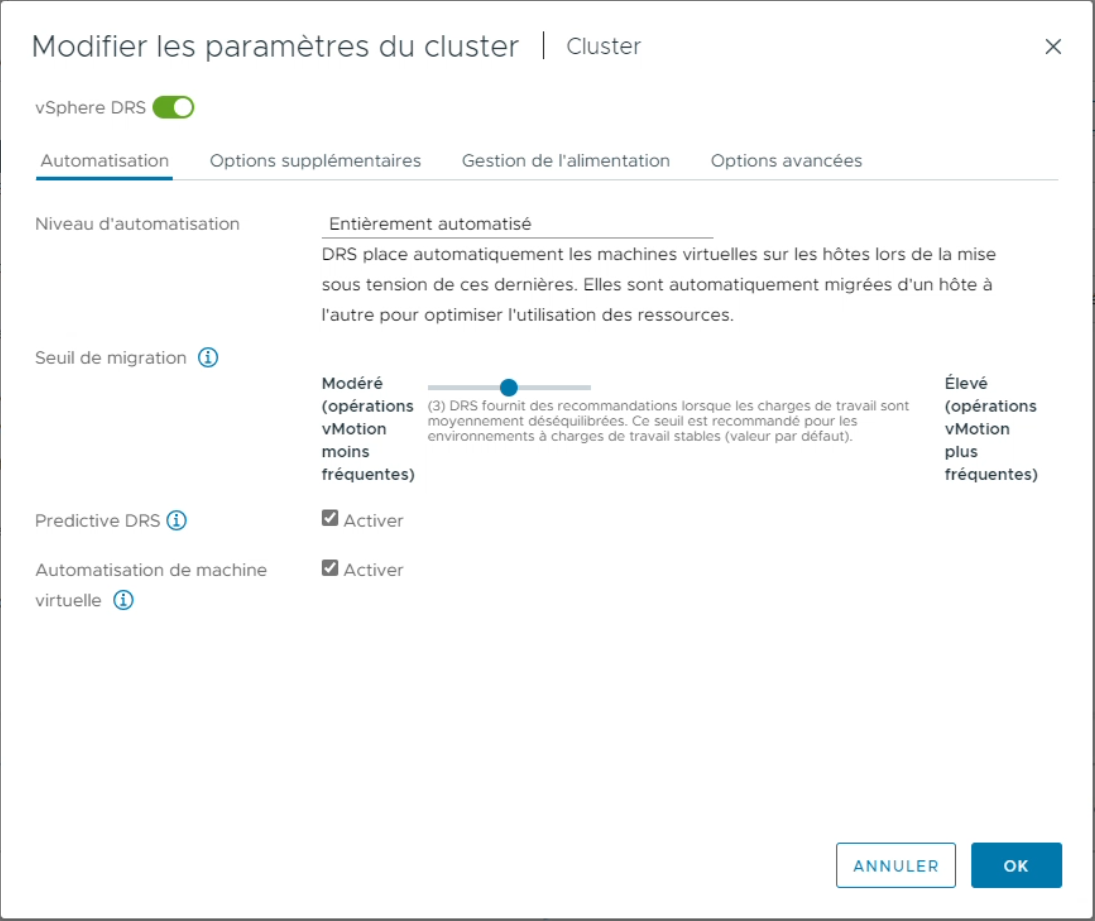 Modifier les paramètres du cluster | Cluster
vSphere DRS
Automatisation Options supplémentaires Gestion de l'alimentation Options avancées
Niveau d'automatisation Entièrement automatisé
DRS place automatiquement les machines virtuelles sur les hôtes lors de la mise
sous tension de ces dernières. Elles sont automatiquement migrées d'un hôte à
l'autre pour optimiser l'utilisation des ressources.
Seuil de migration
Modéré
(opérations
vMotion
moins
fréquentes)
(3) DRS fournit des recommandations lorsque les charges de travail sont
moyennement déséquilibrées. Ce seuil est recommandé pour les
environnements à charges de travail stables (valeur par défaut).
Élevé
(opérations
vMotion
plus
fréquentes)
Predictive DRS Activer
Automatisation de machine
virtuelle
Activer
ANNULER OK